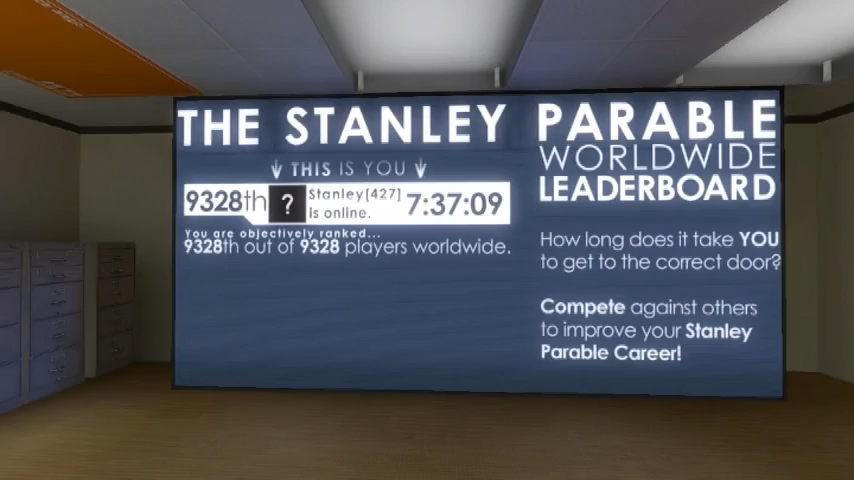 THE STANLEY PARABLE
WORLDWIDE
LEADERBOARD
THIS IS YOU
9328th ? Stanley[427] is online. 7:37:09
You are objectively ranked...
9328th out of 9328 players worldwide.
How long does it take YOU
to get to the correct door?
Compete against others
to improve your Stanley
Parable Career!